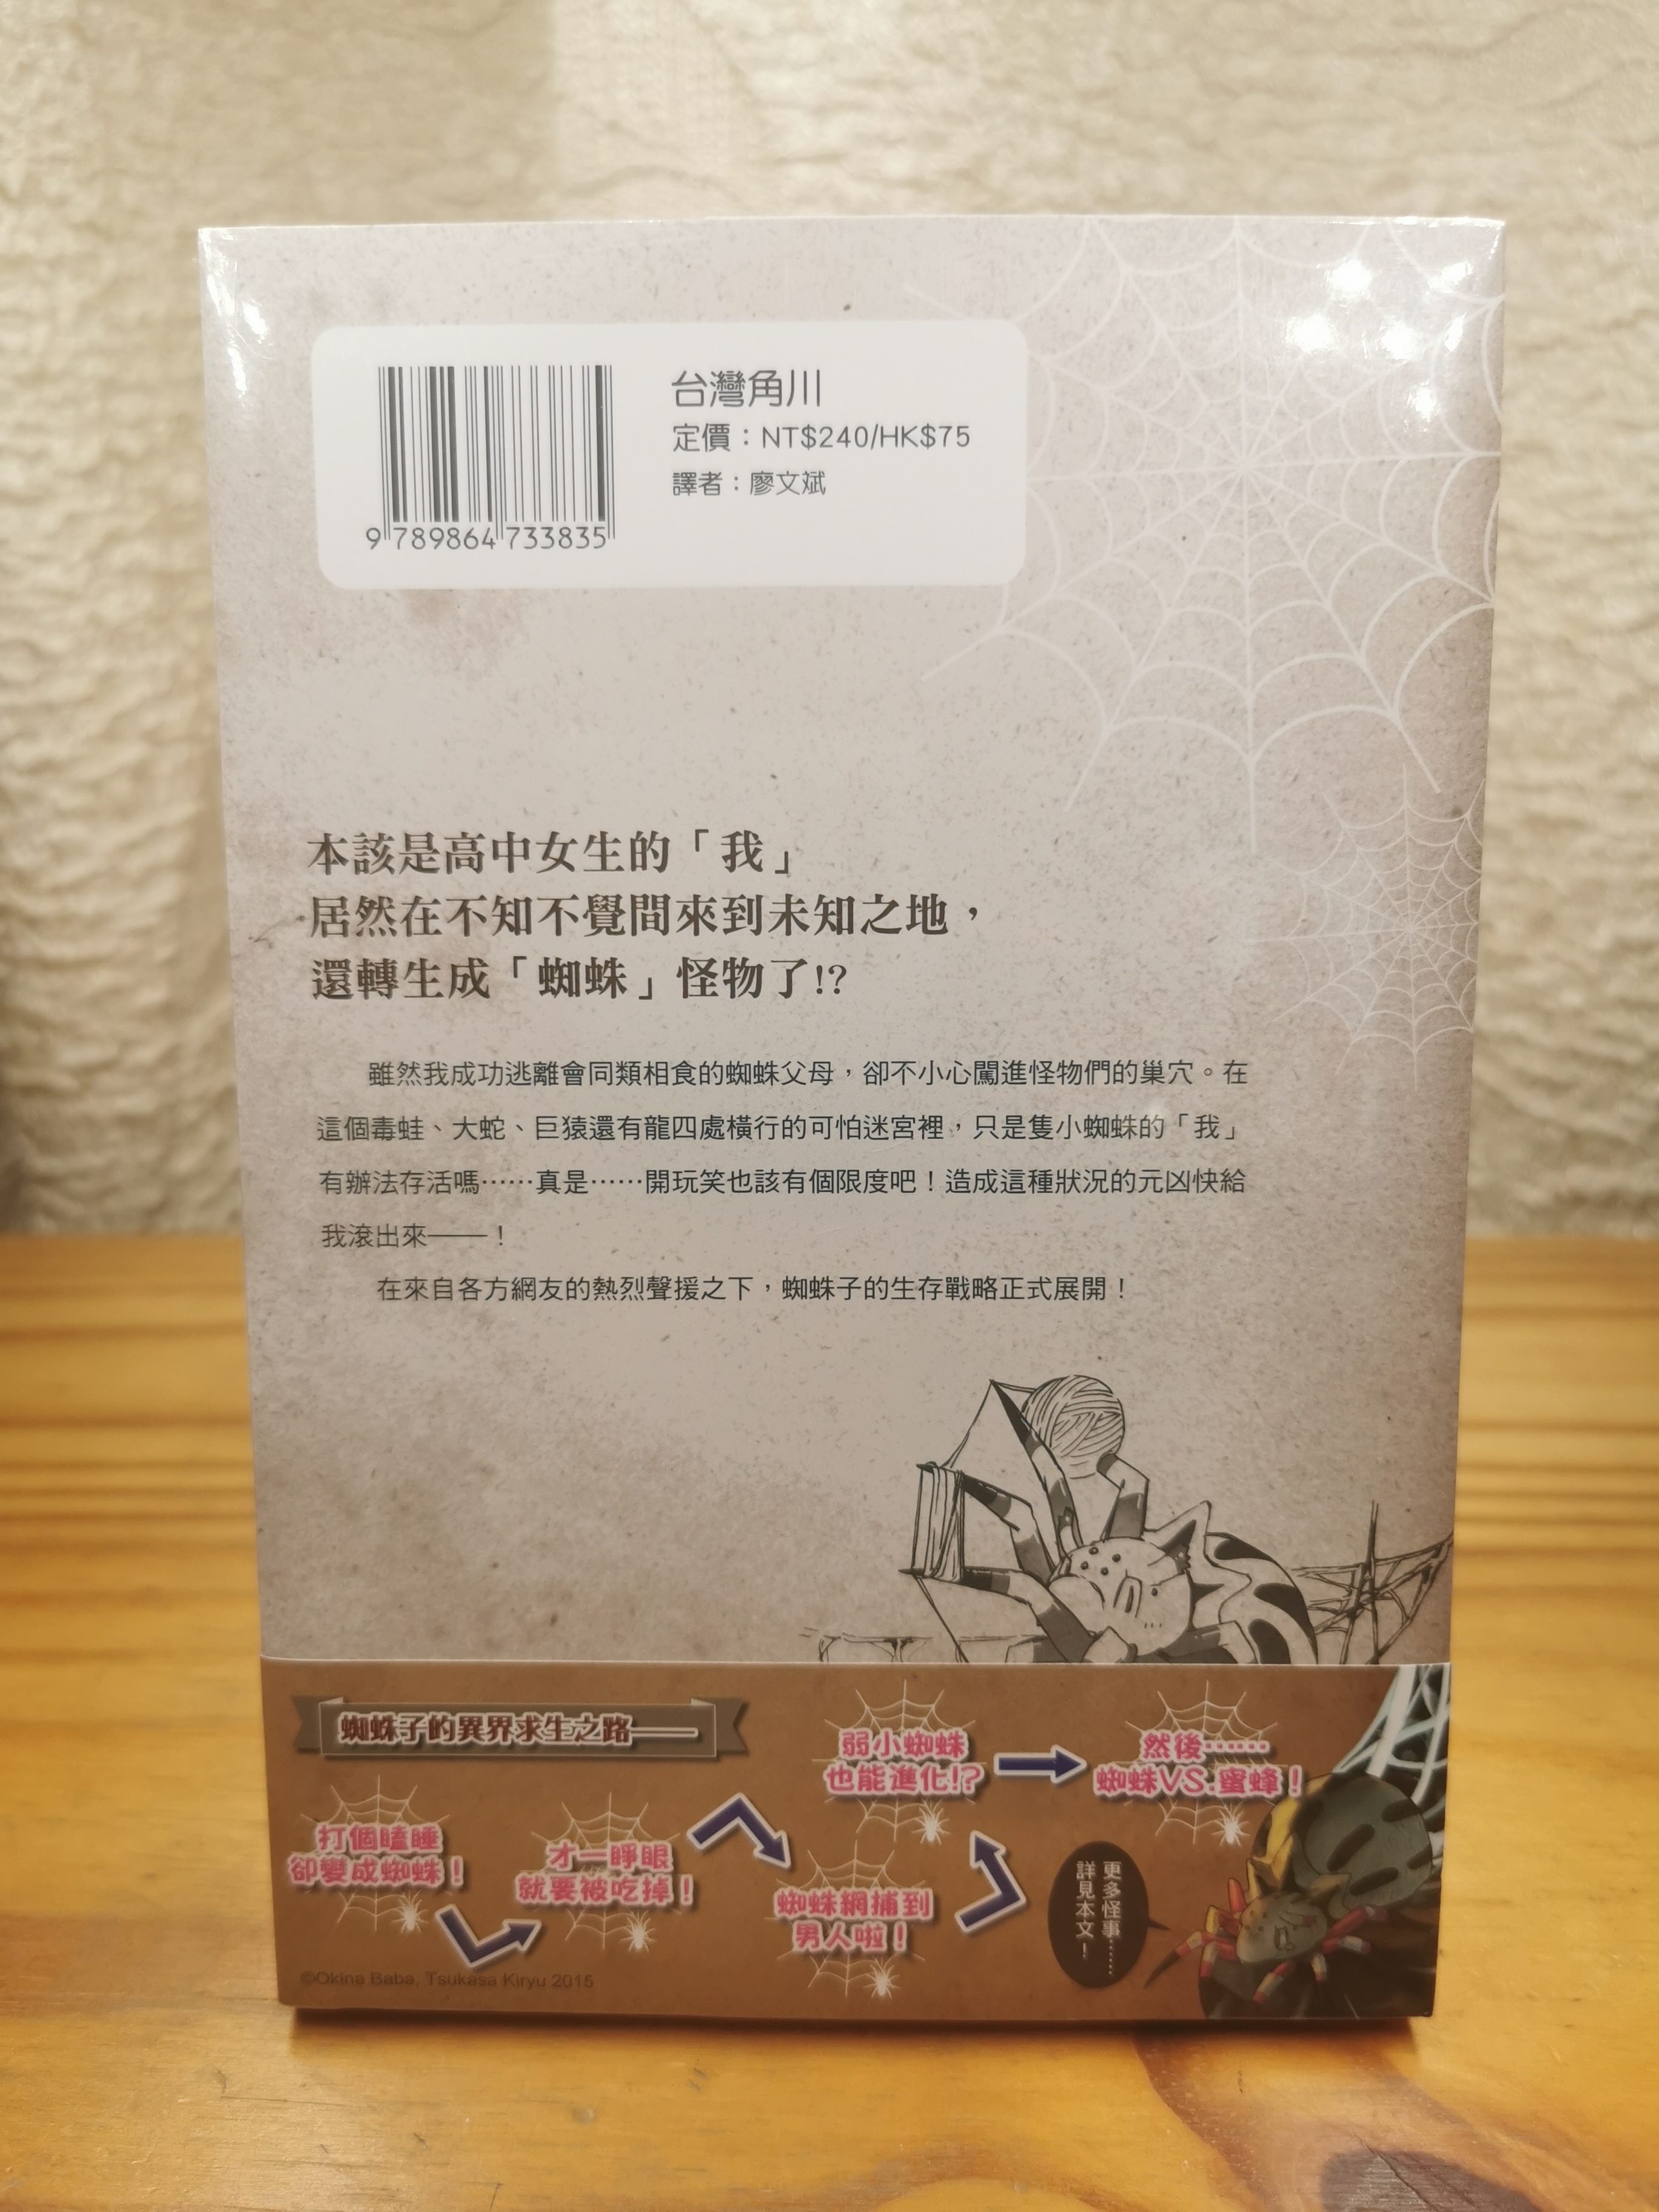 台灣角川
定價：NT$240/HK$75
譯者：廖文斌
9 789864 733835
本該是高中女生的「我」
居然在不知不覺間來到未知之地，
還轉生成「蜘蛛」怪物了!?
雖然我成功逃離會同類相食的蜘蛛父母，卻不小心闖進怪物們的巢穴。在
這個毒蛙、大蛇、巨猿還有龍四處橫行的可怕迷宮裡，只是隻小蜘蛛的「我」
有辦法存活嗎⋯⋯真是⋯⋯開玩笑也該有個限度吧！造成這種狀況的元凶快給
我滾出來——！
在來自各方網友的熱烈聲援之下，蜘蛛子的生存戰略正式展開！
蜘蛛子的異界求生之路——
打個瞌睡
卻變成蜘蛛！
才一睜眼
就要被吃掉！
蜘蛛網捕到
男人啦！
弱小蜘蛛
也能進化!?
然後⋯⋯
蜘蛛VS.蜜蜂！
更多怪事⋯⋯
詳見本文！
©Okina Baba, Tsukasa Kiryu 2015